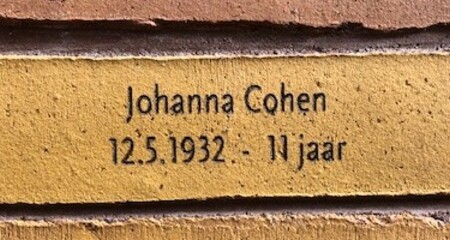 Johanna Cohen
12.5.1932 - 11 jaar